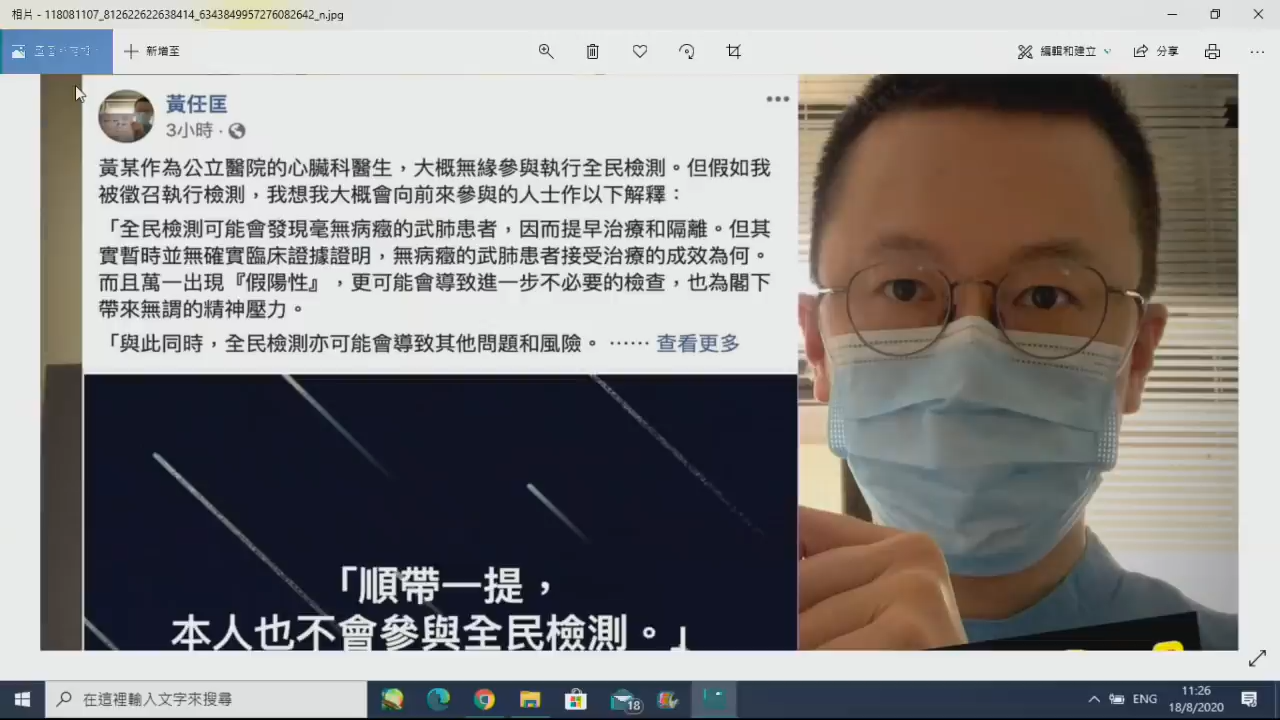 相片 - 118081107_812622622638414_6343849957276082642_n.jpg
新增至
編輯和建立
分享
黃任匡
3小時 ·
黃某作為公立醫院的心臟科醫生，大概無緣參與執行全民檢測。但假如我
被徵召執行檢測，我想我大概會向前來參與的人士作以下解釋：
「全民檢測可能會發現毫無病癥的武肺患者，因而提早治療和隔離。但其
實暫時並無確實臨床證據證明，無病癥的武肺患者接受治療的成效為何。
而且萬一出現『假陽性』，更可能會導致進一步不必要的檢查，也為閣下
帶來無謂的精神壓力。
「與此同時，全民檢測亦可能會導致其他問題和風險。 …… 查看更多
「順帶一提，
本人也不會參與全民檢測。」
在這裡輸入文字來搜尋
18
ENG
11:26
18/8/2020